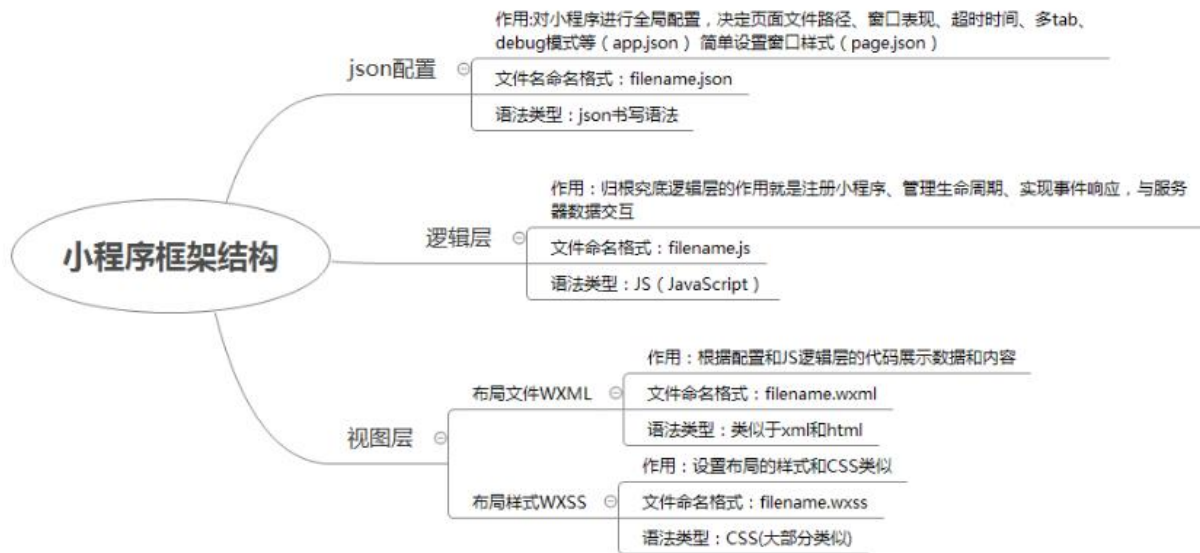 作用:对小程序进行全局配置，决定页面文件路径、窗口表现、超时时间、多tab、
debug模式等（app.json） 简单设置窗口样式（page.json）
json配置
文件名命名格式：filename.json
语法类型：json书写语法
作用：归根究底逻辑层的作用就是注册小程序、管理生命周期、实现事件响应，与服务
器数据交互
逻辑层
文件命名格式：filename.js
语法类型：JS（JavaScript）
小程序框架结构
作用：根据配置和JS逻辑层的代码展示数据和内容
布局文件WXML
文件命名格式：filename.wxml
语法类型：类似于xml和html
视图层
作用：设置布局的样式和CSS类似
布局样式WXSS
文件命名格式：filename.wxss
语法类型：CSS(大部分类似)